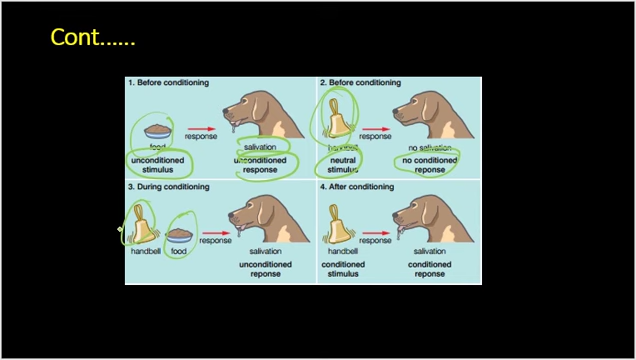 Cont......
1. Before conditioning
response
food
salivation
unconditioned
stimulus
unconditioned
response
2. Before conditioning
response
handbell
no salivation
neutral
stimulus
no conditioned
reponse
3. During conditioning
response
handbell
food
salivation
unconditioned
reponse
4. After conditioning
response
handbell
salivation
conditioned
stimulus
conditioned
reponse